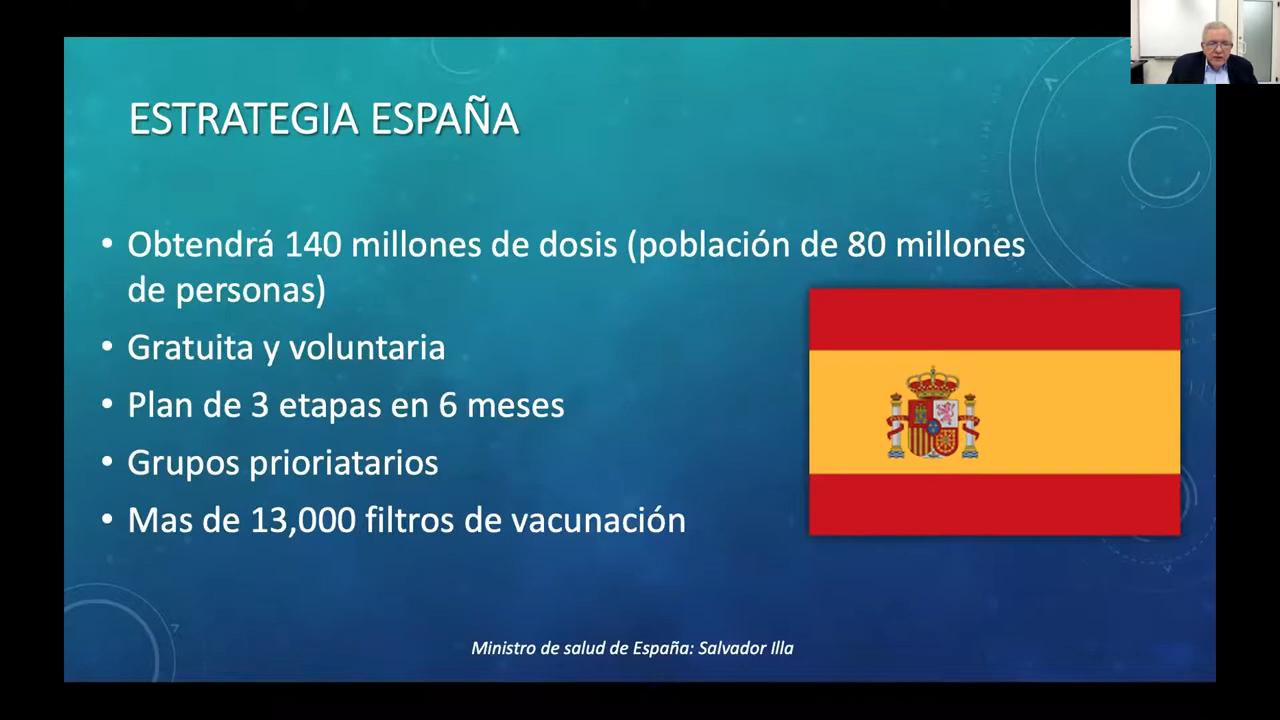 ESTRATEGIA ESPAÑA
• Obtendrá 140 millones de dosis (población de 80 millones
de personas)
• Gratuita y voluntaria
• Plan de 3 etapas en 6 meses
• Grupos prioriatarios
• Mas de 13,000 filtros de vacunación
Ministro de salud de España: Salvador Illa